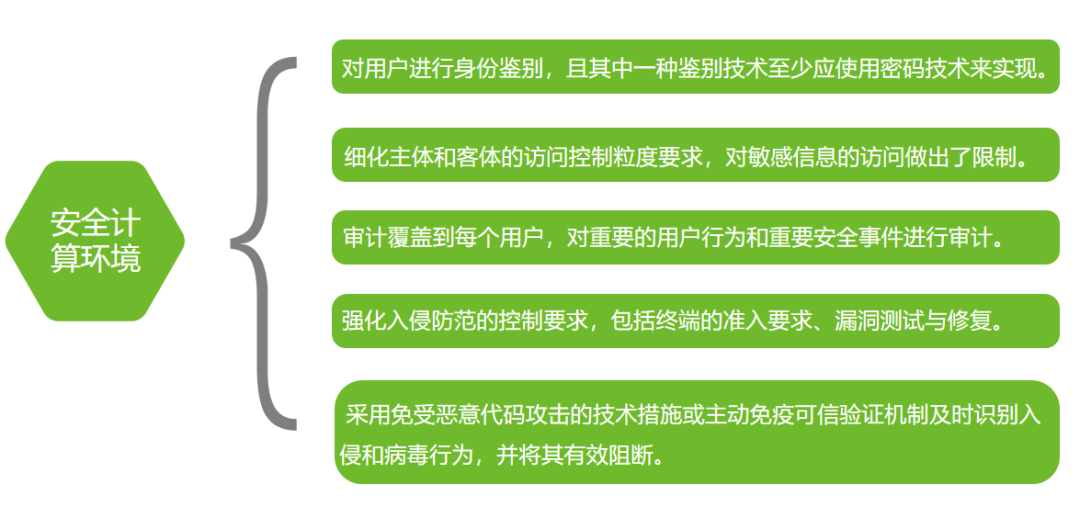 安全计
算环境
对用户进行身份鉴别，且其中一种鉴别技术至少应使用密码技术来实现。
细化主体和客体的访问控制粒度要求，对敏感信息的访问做出了限制。
审计覆盖到每个用户，对重要的用户行为和重要安全事件进行审计。
强化入侵防范的控制要求，包括终端的准入要求、漏洞测试与修复。
采用免受恶意代码攻击的技术措施或主动免疫可信验证机制及时识别入
侵和病毒行为，并将其有效阻断。